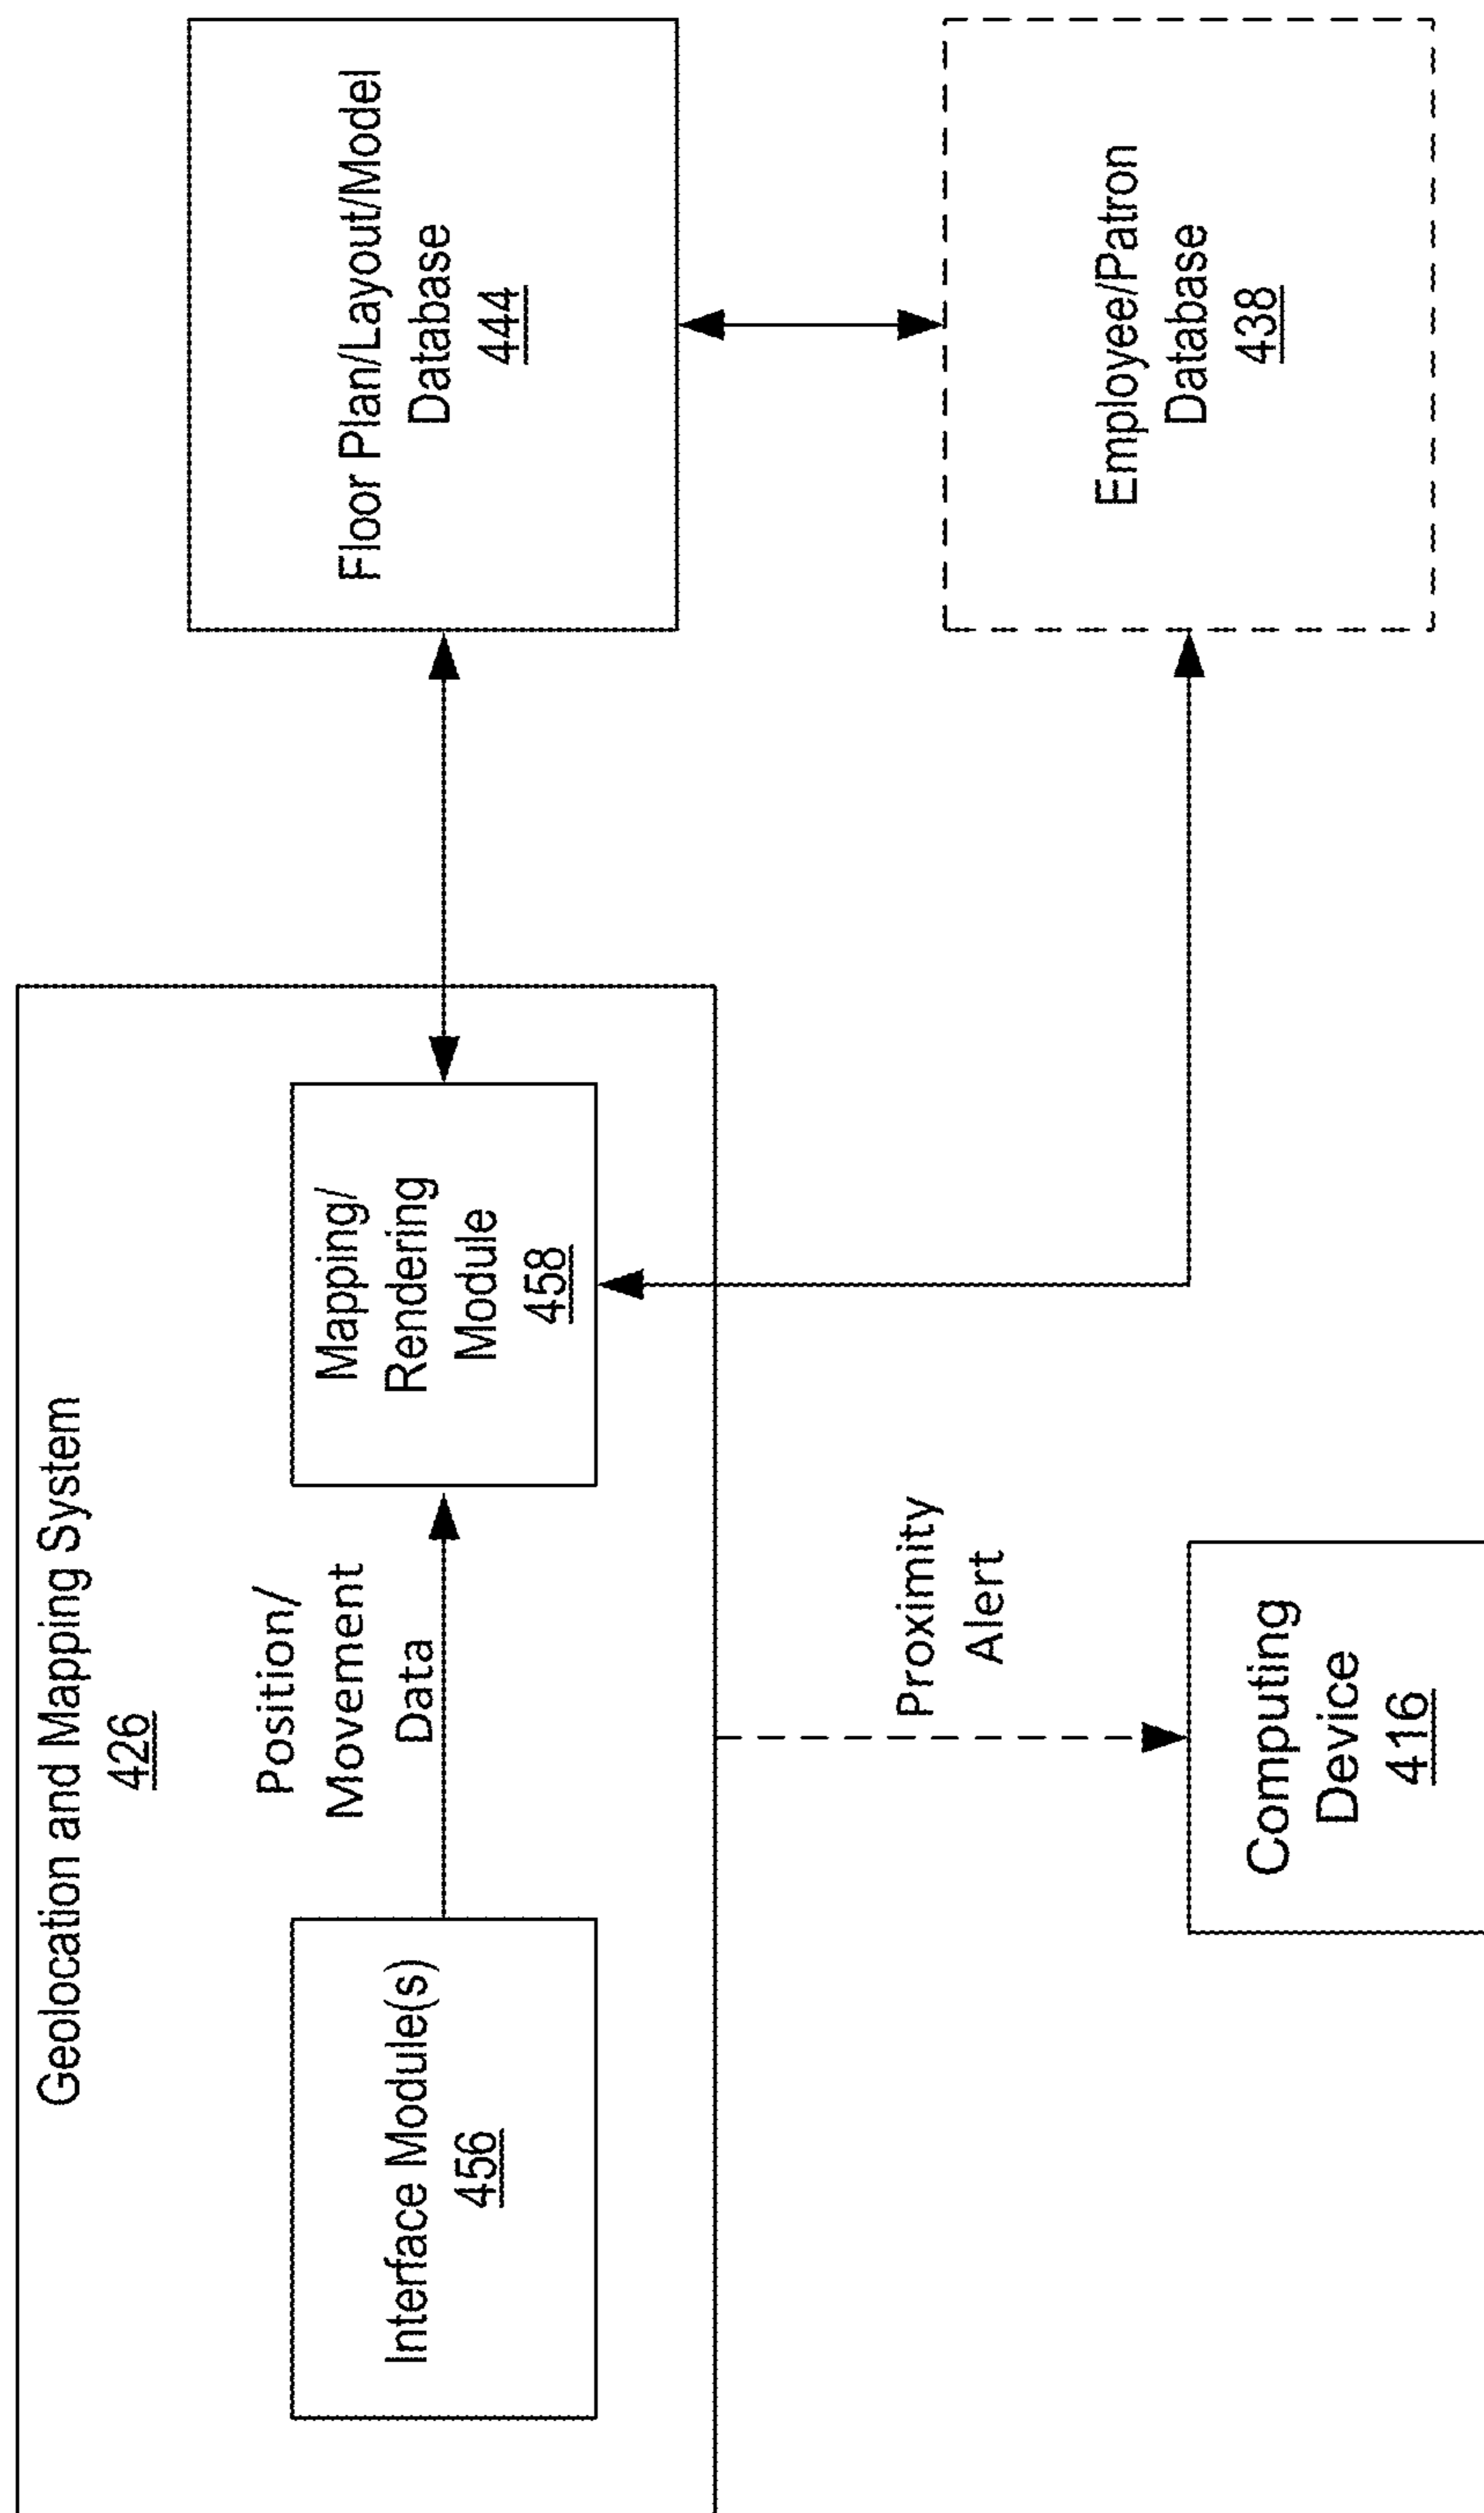 Geolocation and Mapping System
426
Interface Module(s)
456
Position/
Movement
Data
Mapping/
Rendering
Module
458
Floor Plan/Layout/Model
Database
444
Proximity
Alert
Computing
Device
416
Employee/Patron
Database
438